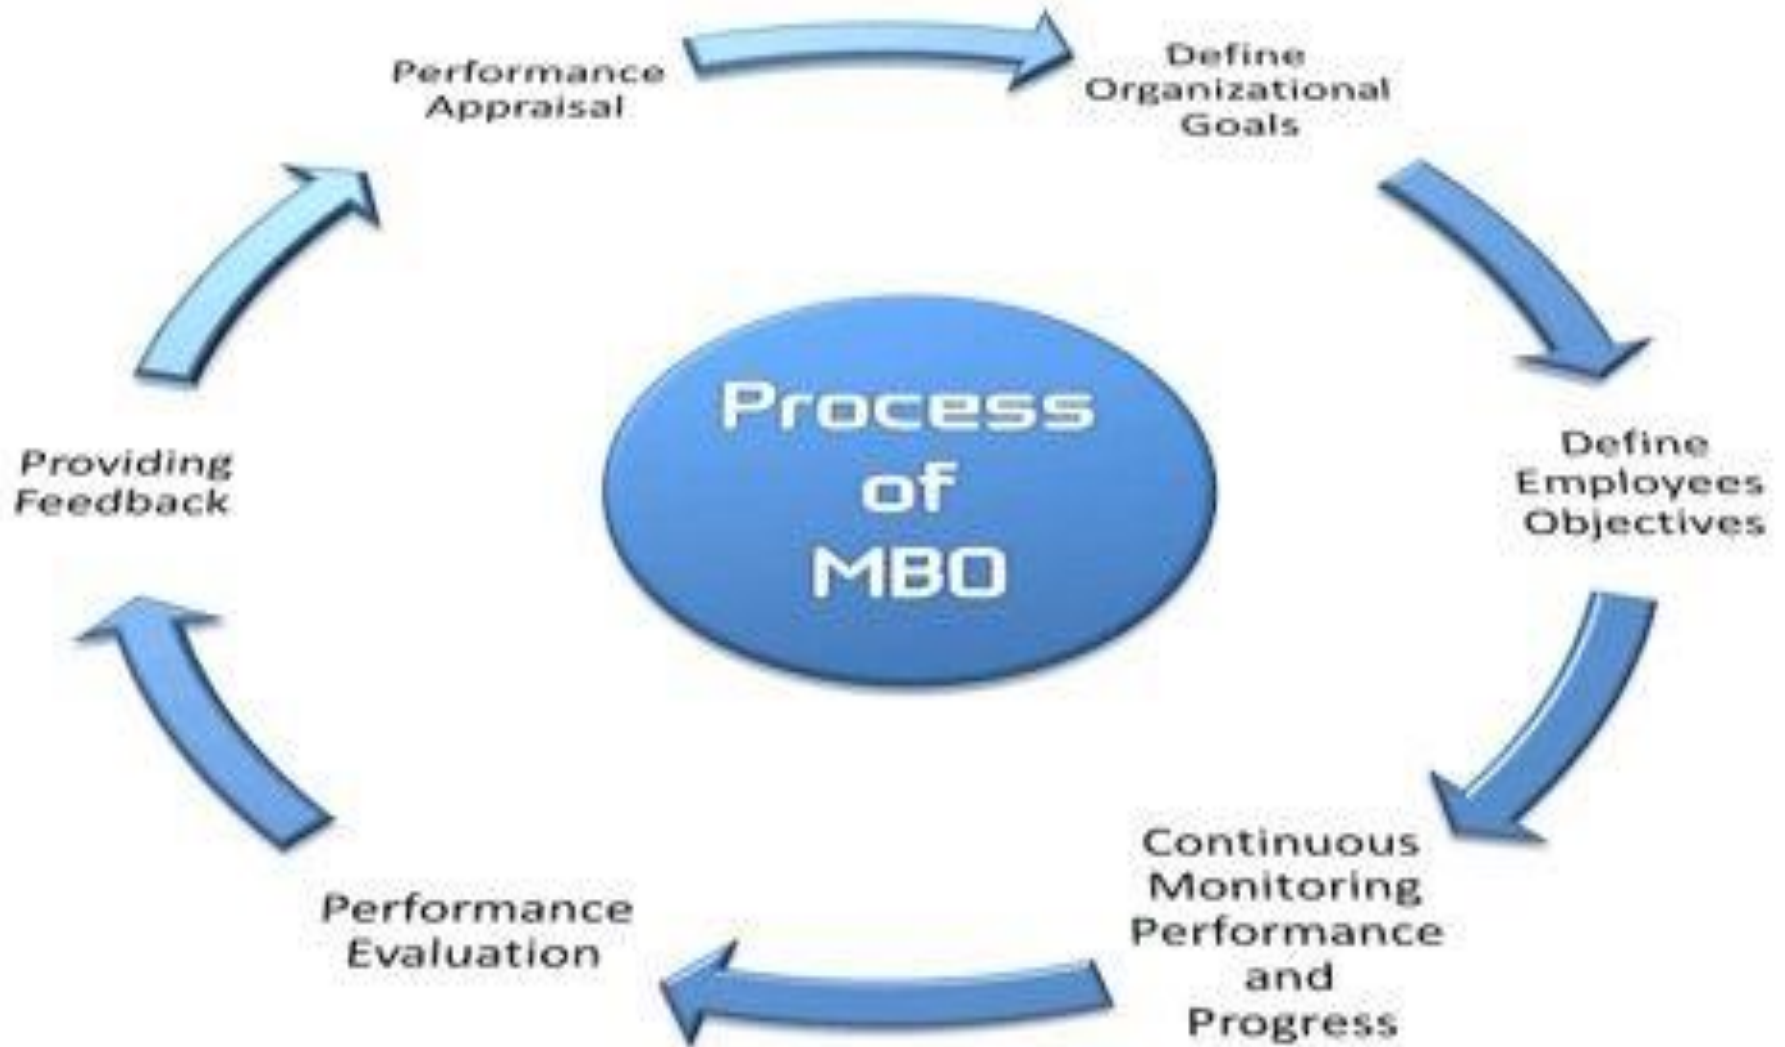 Performance
Appraisal
Define
Organizational
Goals
Define
Employees
Objectives
Continuous
Monitoring
Performance
and
Progress
Performance
Evaluation
Providing
Feedback
Process
of
MBO